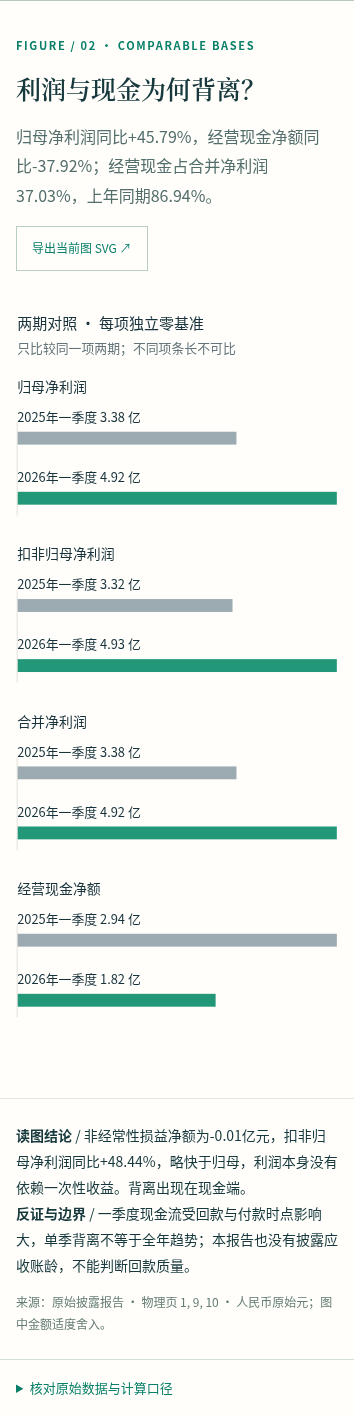 FIGURE / 02 · COMPARABLE BASES
利润与现金为何背离？
归母净利润同比+45.79%，经营现金净额同
比-37.92%；经营现金占合并净利润
37.03%，上年同期86.94%。
导出当前图 SVG ↗
两期对照 · 每项独立零基准
只比较同一项两期；不同项条长不可比
归母净利润
2025年一季度 3.38 亿
2026年一季度 4.92 亿
扣非归母净利润
2025年一季度 3.32 亿
2026年一季度 4.93 亿
合并净利润
2025年一季度 3.38 亿
2026年一季度 4.92 亿
经营现金净额
2025年一季度 2.94 亿
2026年一季度 1.82 亿
读图结论 / 非经常性损益净额为-0.01亿元，扣非归
母净利润同比+48.44%，略快于归母，利润本身没有
依赖一次性收益。背离出现在现金端。
反证与边界 / 一季度现金流受回款与付款时点影响
大，单季背离不等于全年趋势；本报告也没有披露应
收账龄，不能判断回款质量。
来源：原始披露报告 · 物理页 1, 9, 10 · 人民币原始元；图
中金额适度舍入。
▶ 核对原始数据与计算口径